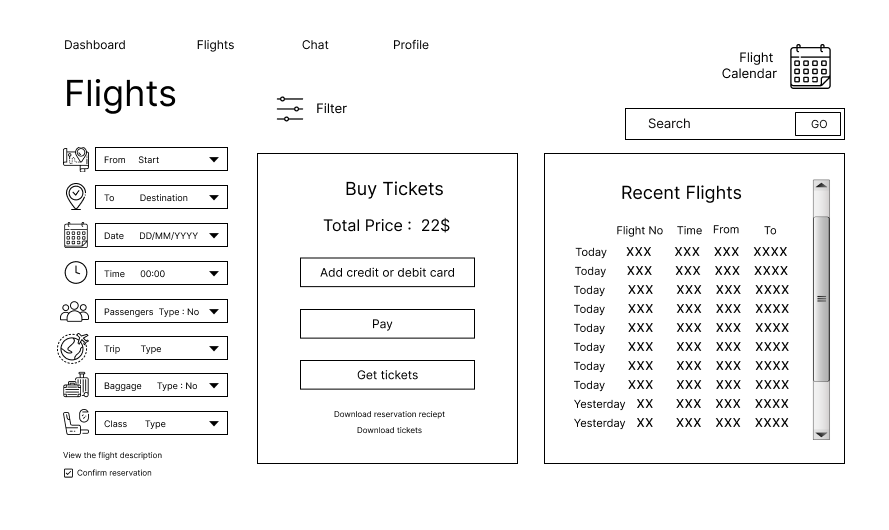 Dashboard Flights Chat Profile
Flights
Flight
Calendar
Filter
Search GO
From Start
To Destination
Date DD/MM/YYYY
Time 00:00
Passengers Type : No
Trip Type
Baggage Type : No
Class Type
View the flight description
Confirm reservation
Buy Tickets
Total Price : 22$
Add credit or debit card
Pay
Get tickets
Download reservation reciept
Download tickets
Recent Flights
Flight No Time From To
Today XXX XXX XXX XXXX
Today XXX XXX XXX XXXX
Today XXX XXX XXX XXXX
Today XXX XXX XXX XXXX
Today XXX XXX XXX XXXX
Today XXX XXX XXX XXXX
Today XXX XXX XXX XXXX
Today XXX XXX XXX XXXX
Yesterday XX XXX XXX XXXX
Yesterday XX XXX XXX XXXX